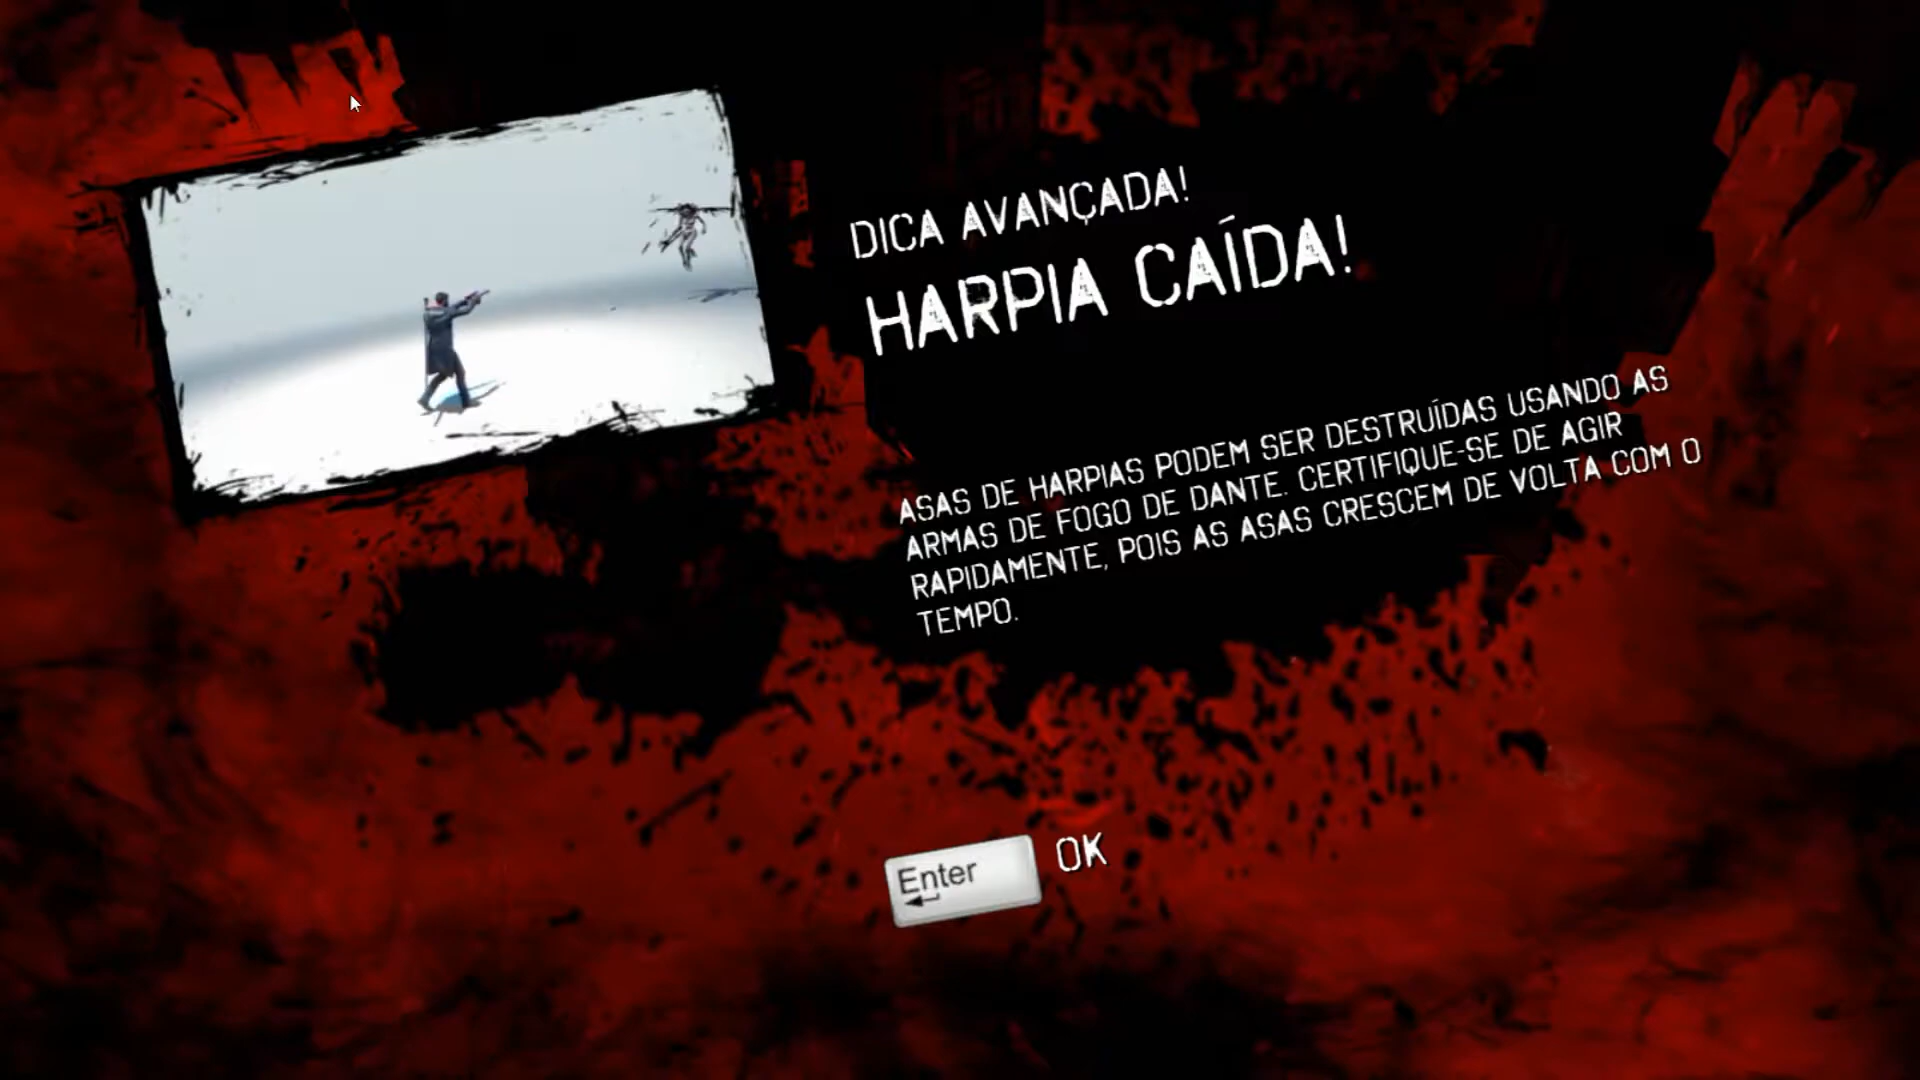 DICA AVANÇADA!
HARPIA CAÍDA!
ASAS DE HARPIAS PODEM SER DESTRUÍDAS USANDO AS
ARMAS DE FOGO DE DANTE. CERTIFIQUE-SE DE AGIR
RAPIDAMENTE, POIS AS ASAS CRESCEM DE VOLTA COM O
TEMPO.
Enter
OK